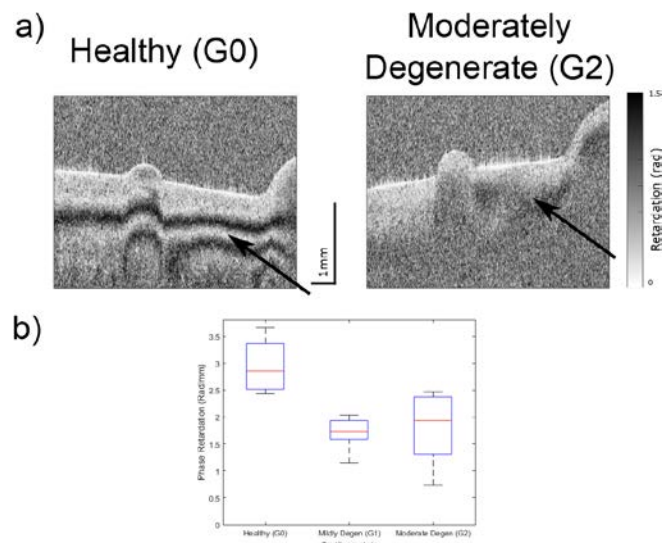 a)
Healthy (G0)
Moderately
Degenerate (G2)
1.5
Retardation (rad)
0
1mm
b)
Phase Retardation (Rad/mm)
3.5
3
2.5
2
1.5
1
0.5
0
Healthy (G0)
Mildly Degen (G1)
Moderate Degen (G2)